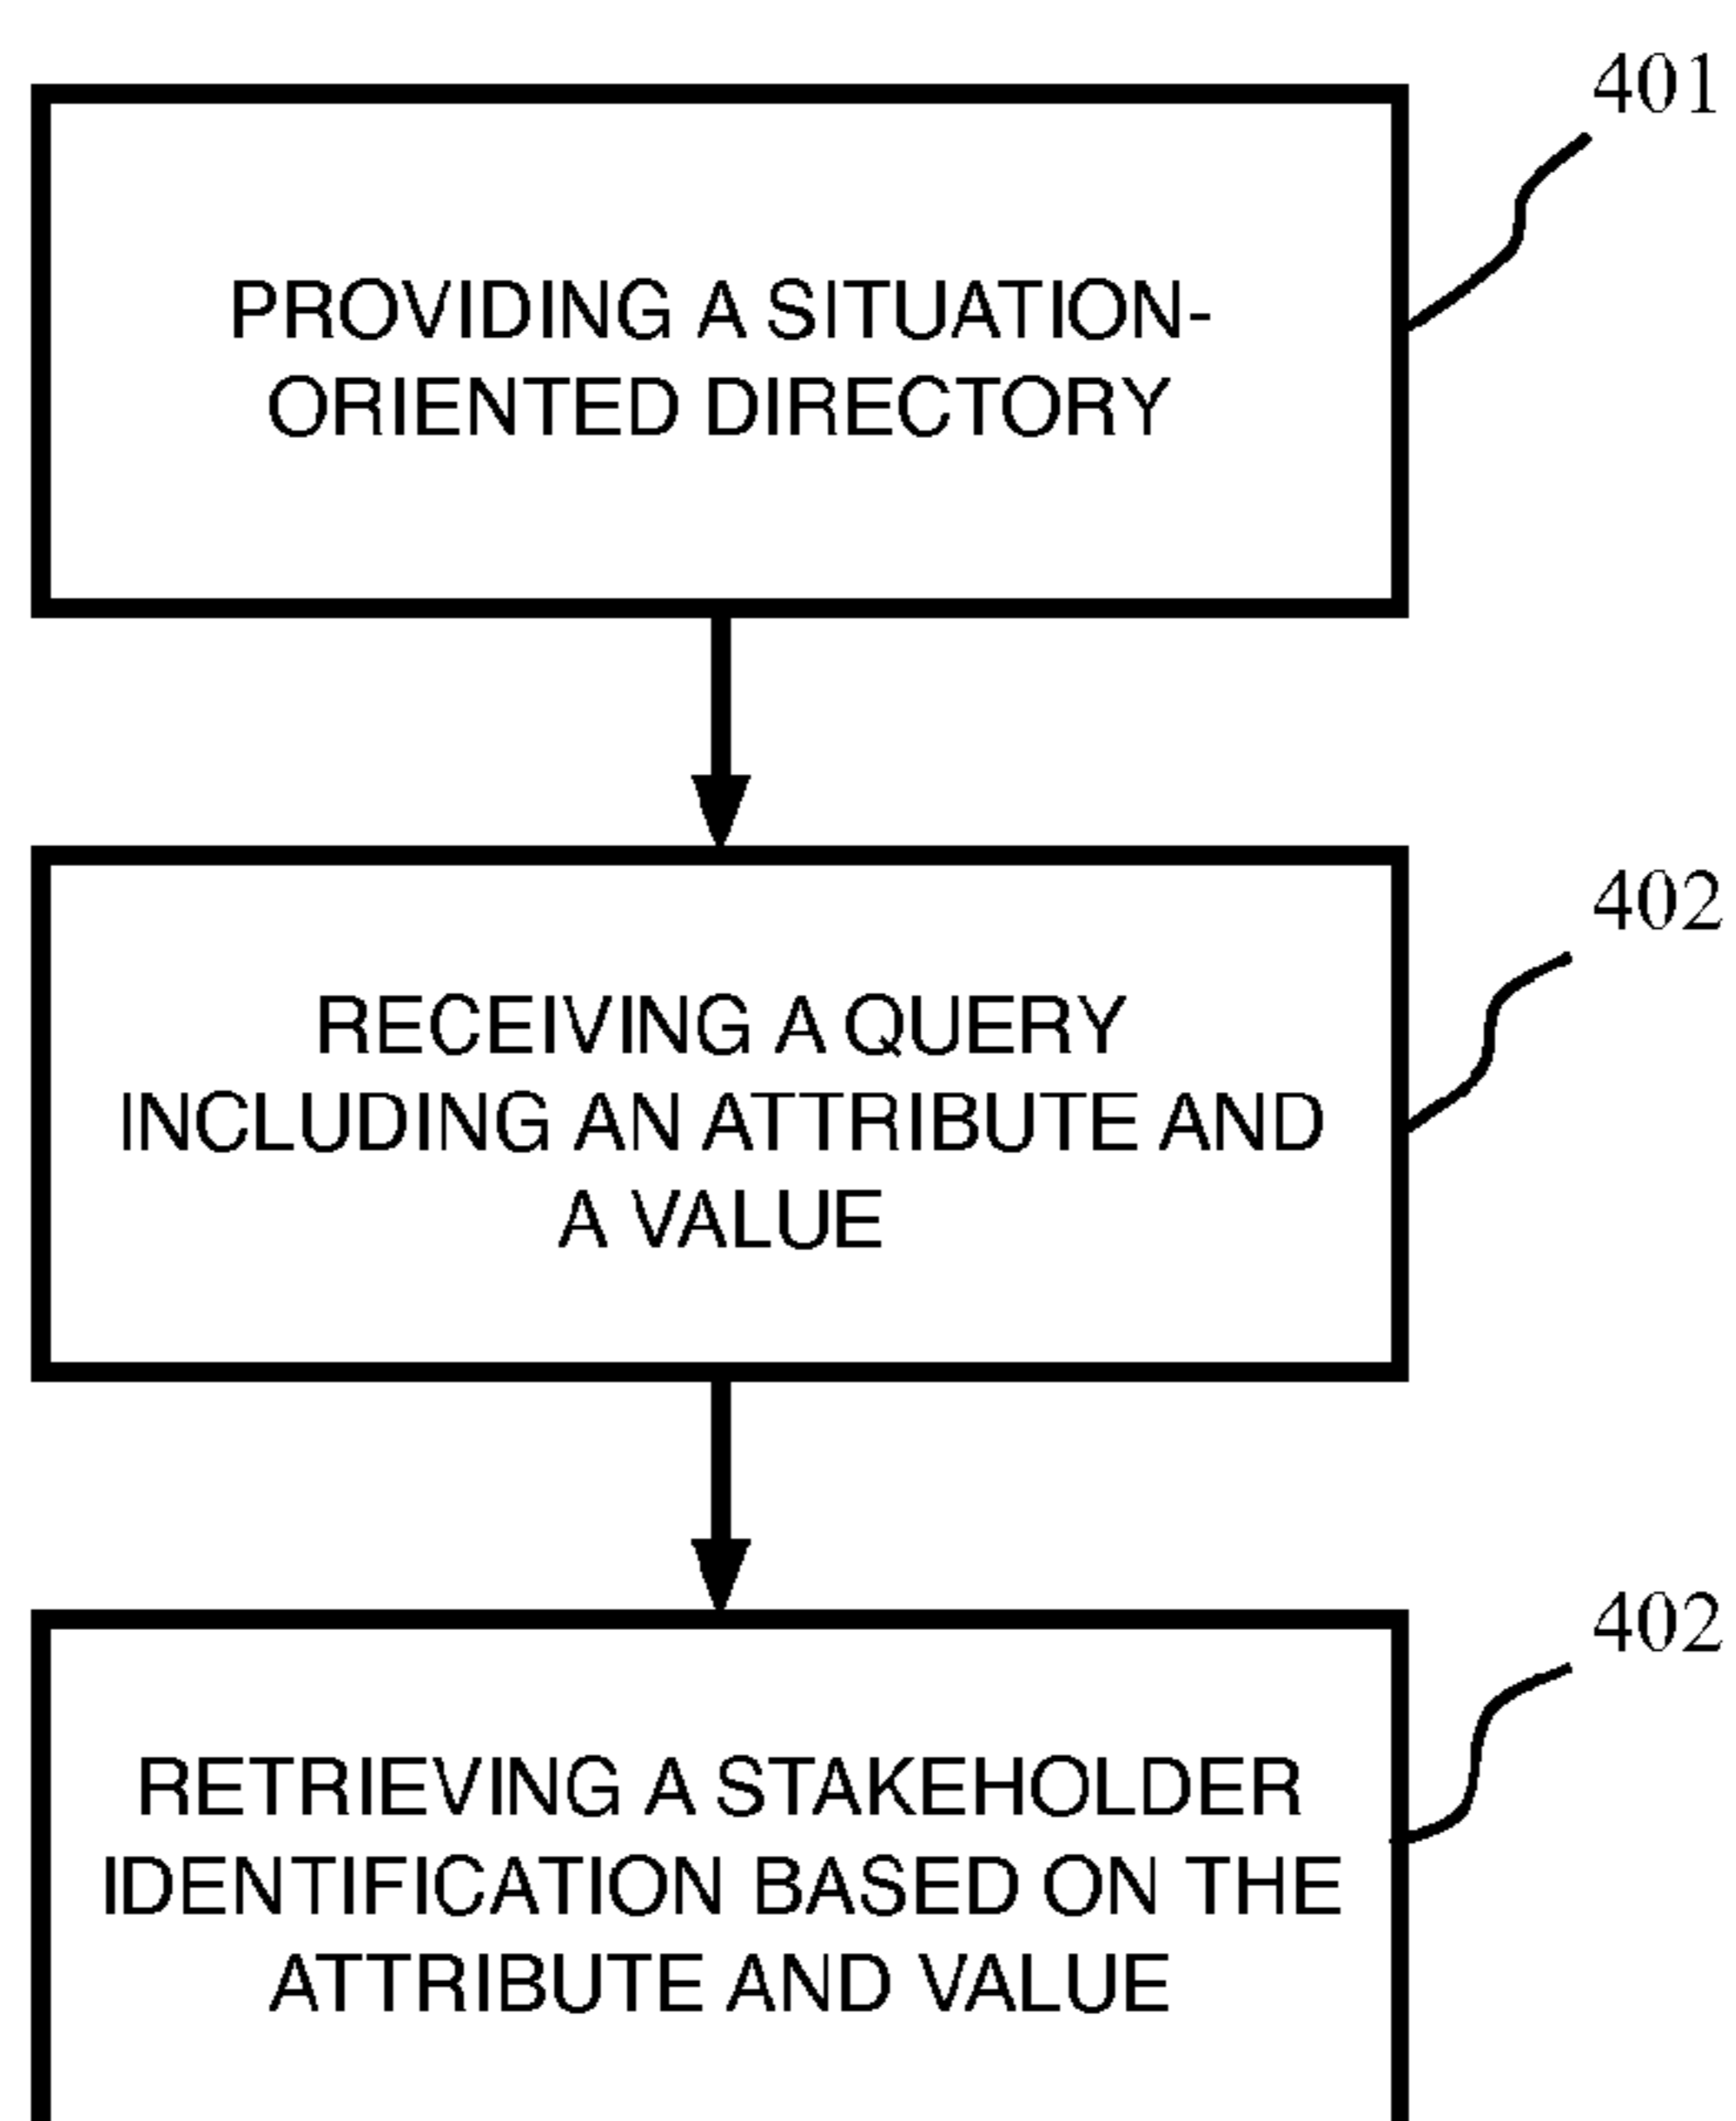 401
PROVIDING A SITUATION-
ORIENTED DIRECTORY
402
RECEIVING A QUERY
INCLUDING AN ATTRIBUTE AND
A VALUE
402
RETRIEVING A STAKEHOLDER
IDENTIFICATION BASED ON THE
ATTRIBUTE AND VALUE